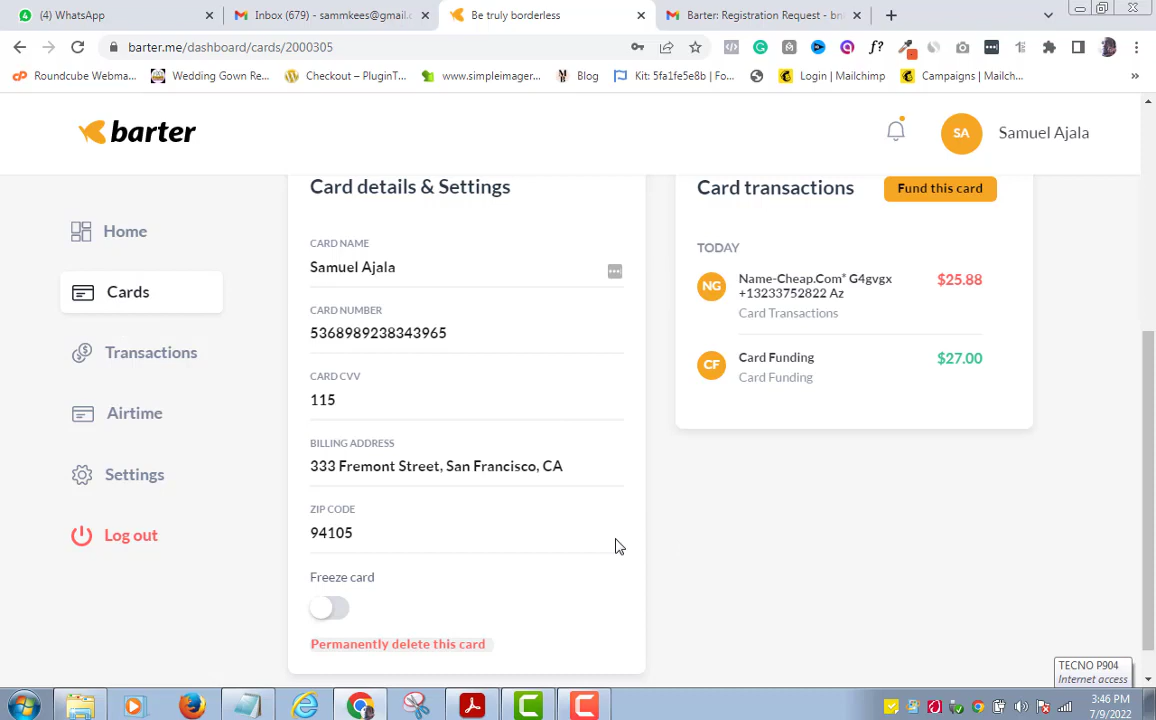 (4) WhatsApp
Inbox (679) - sammkees@gmail.c
Be truly borderless
Barter: Registration Request - bni
barter.me/dashboard/cards/2000305
Roundcube Webma...
Wedding Gown Re...
Checkout – PluginT...
www.simpleimager...
Blog
Kit: 5fa1fe5e8b | Fo...
Login | Mailchimp
Campaigns | Mailch...
barter
SA
Samuel Ajala
Home
Cards
Transactions
Airtime
Settings
Log out
Card details & Settings
CARD NAME
Samuel Ajala
CARD NUMBER
5368989238343965
CARD CVV
115
BILLING ADDRESS
333 Fremont Street, San Francisco, CA
ZIP CODE
94105
Freeze card
Permanently delete this card
Card transactions
Fund this card
TODAY
NG
Name-Cheap.Com* G4gvgx
+13233752822 Az
$25.88
Card Transactions
CF
Card Funding
$27.00
Card Funding
TECNO P904
Internet access
3:46 PM
7/9/2022